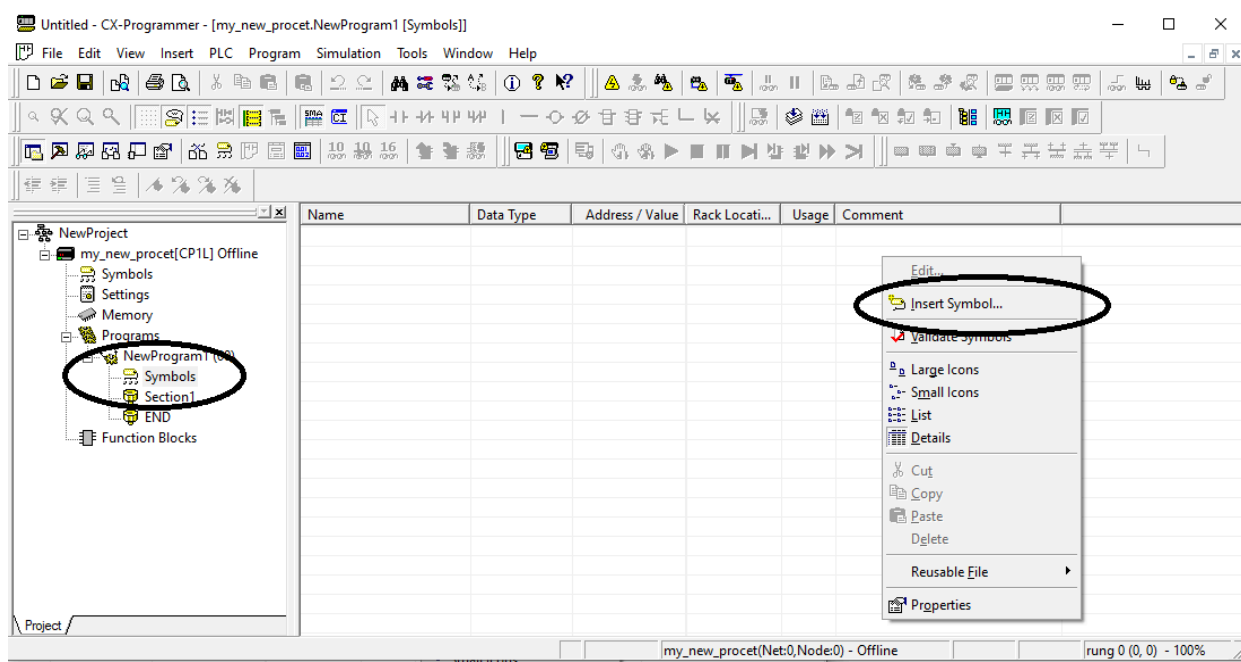 Untitled - CX-Programmer - [my_new_procet.NewProgram1 [Symbols]]
File Edit View Insert PLC Program Simulation Tools Window Help
Name Data Type Address / Value Rack Locati... Usage Comment
NewProject
my_new_procet[CP1L] Offline
Symbols
Settings
Memory
Programs
NewProgram1 (00)
Symbols
Section1
END
Function Blocks
Edit...
Insert Symbol...
Validate Symbols
Large Icons
Small Icons
List
Details
Cut
Copy
Paste
Delete
Reusable File
Properties
Project
my_new_procet(Net:0,Node:0) - Offline
rung 0 (0, 0) - 100%